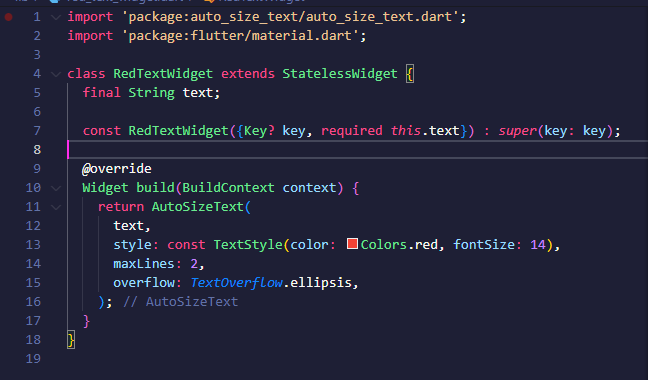 1 import 'package:auto_size_text/auto_size_text.dart';
2 import 'package:flutter/material.dart';
3
4 class RedTextWidget extends StatelessWidget {
5   final String text;
6
7   const RedTextWidget({Key? key, required this.text}) : super(key: key);
8
9   @override
10   Widget build(BuildContext context) {
11     return AutoSizeText(
12       text,
13       style: const TextStyle(color: Colors.red, fontSize: 14),
14       maxLines: 2,
15       overflow: TextOverflow.ellipsis,
16     ); // AutoSizeText
17   }
18 }
19